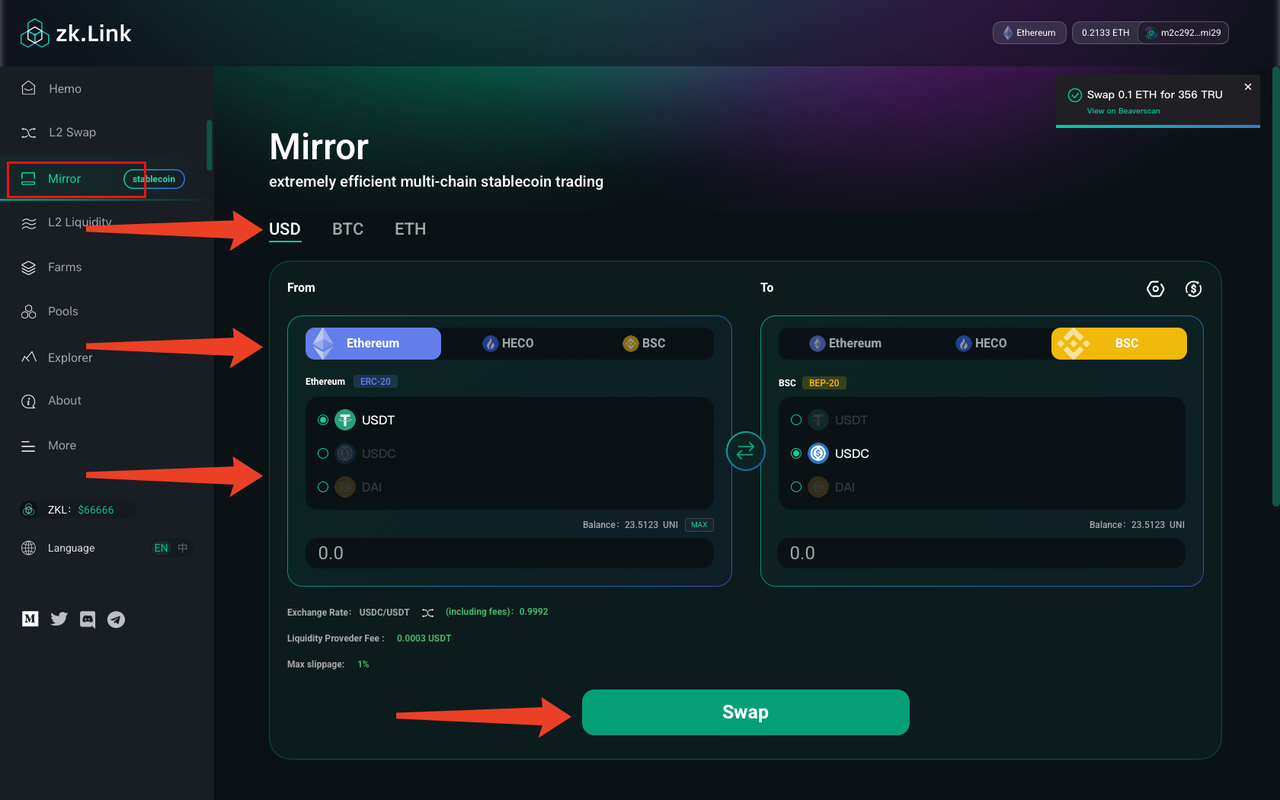 zk.Link
Ethereum
0.2133 ETH
m2c292...mi29
Hemo
L2 Swap
Mirror
stablecoin
L2 Liquidity
Farms
Pools
Explorer
About
More
ZKL: $66666
Language
EN 中
M
Swap 0.1 ETH for 356 TRU
View on Beaverscan
Mirror
extremely efficient multi-chain stablecoin trading
USD BTC ETH
From
Ethereum HECO BSC
Ethereum ERC-20
USDT
USDC
DAI
Balance: 23.5123 UNI MAX
0.0
To
Ethereum HECO BSC
BSC BEP-20
USDT
USDC
DAI
Balance: 23.5123 UNI
0.0
Exchange Rate: USDC/USDT (including fees): 0.9992
Liquidity Proveder Fee : 0.0003 USDT
Max slippage: 1%
Swap